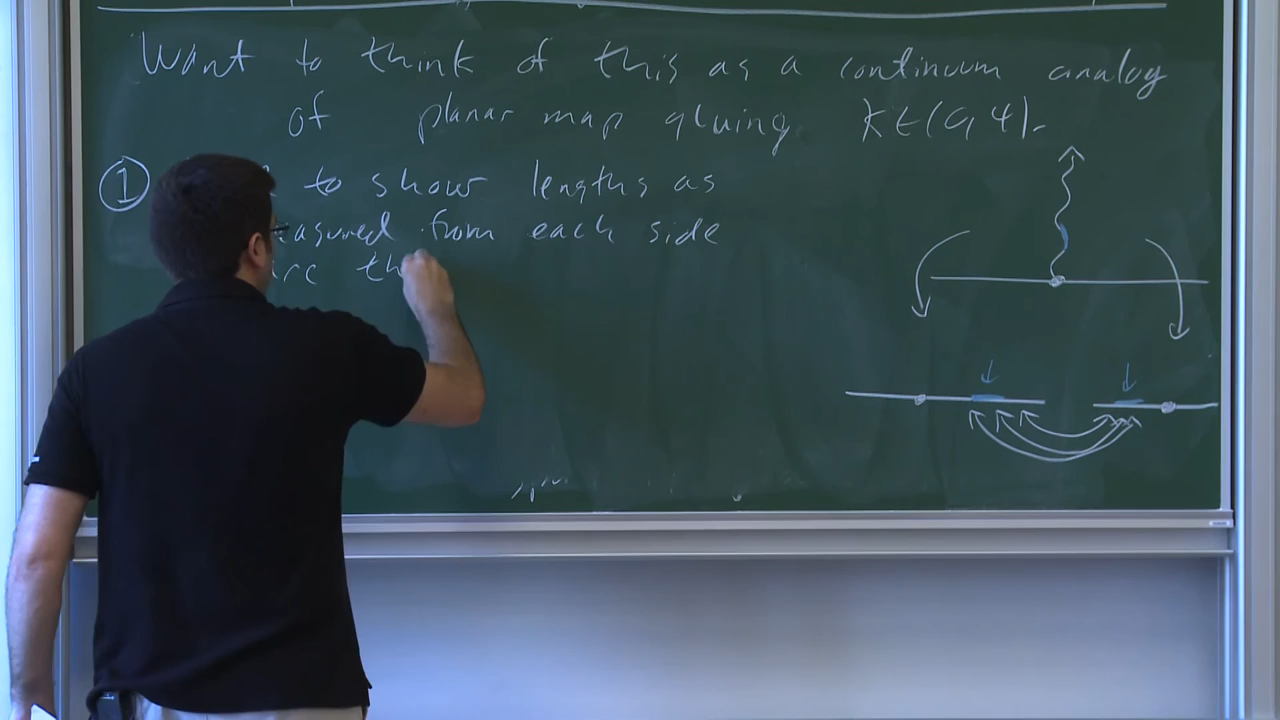 Want to think of this as a continuum analog
of planar map gluing. κ∈(0,4).
① to show lengths as
measured from each side
are th